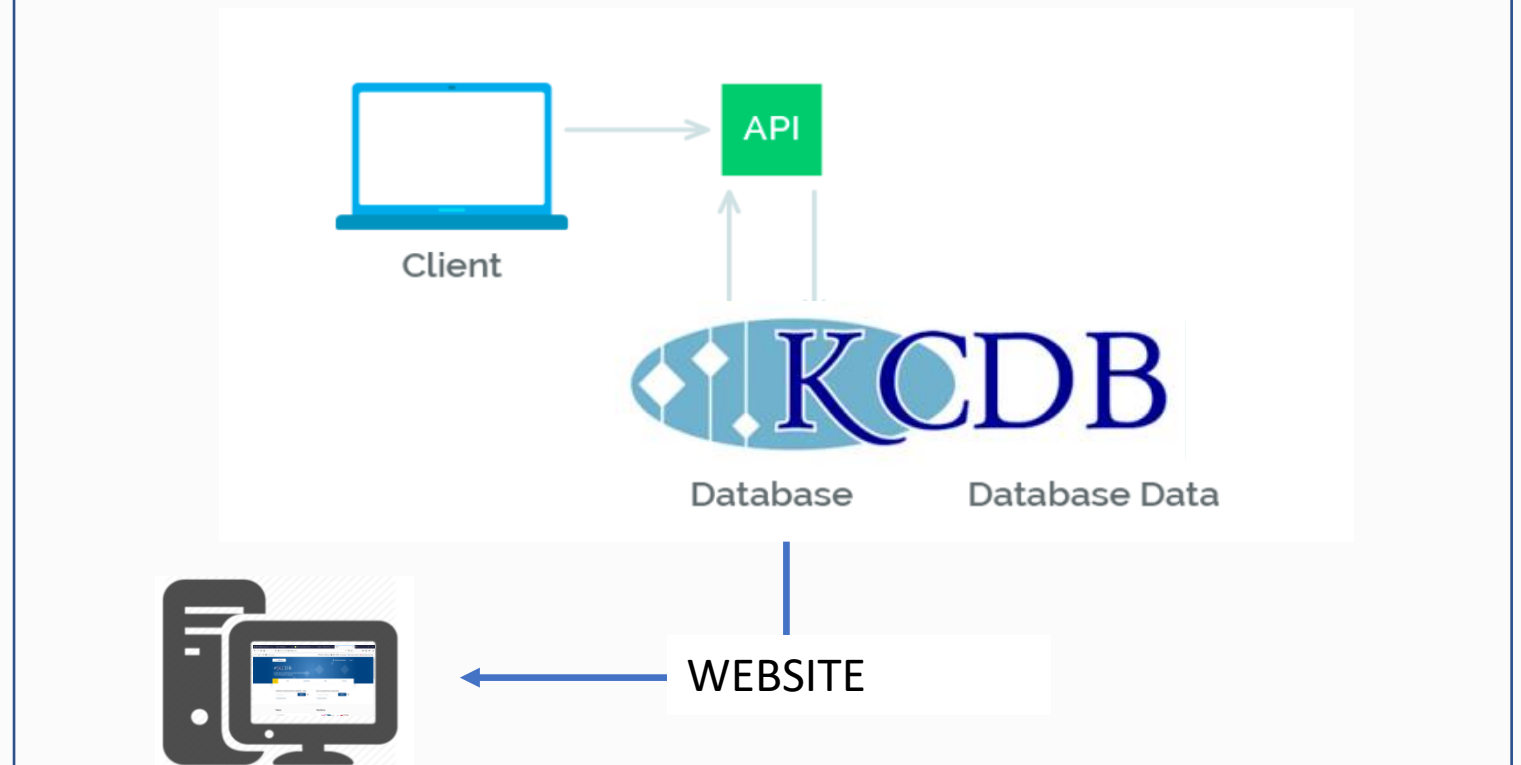 API
Client
KCDB
Database
Database Data
WEBSITE